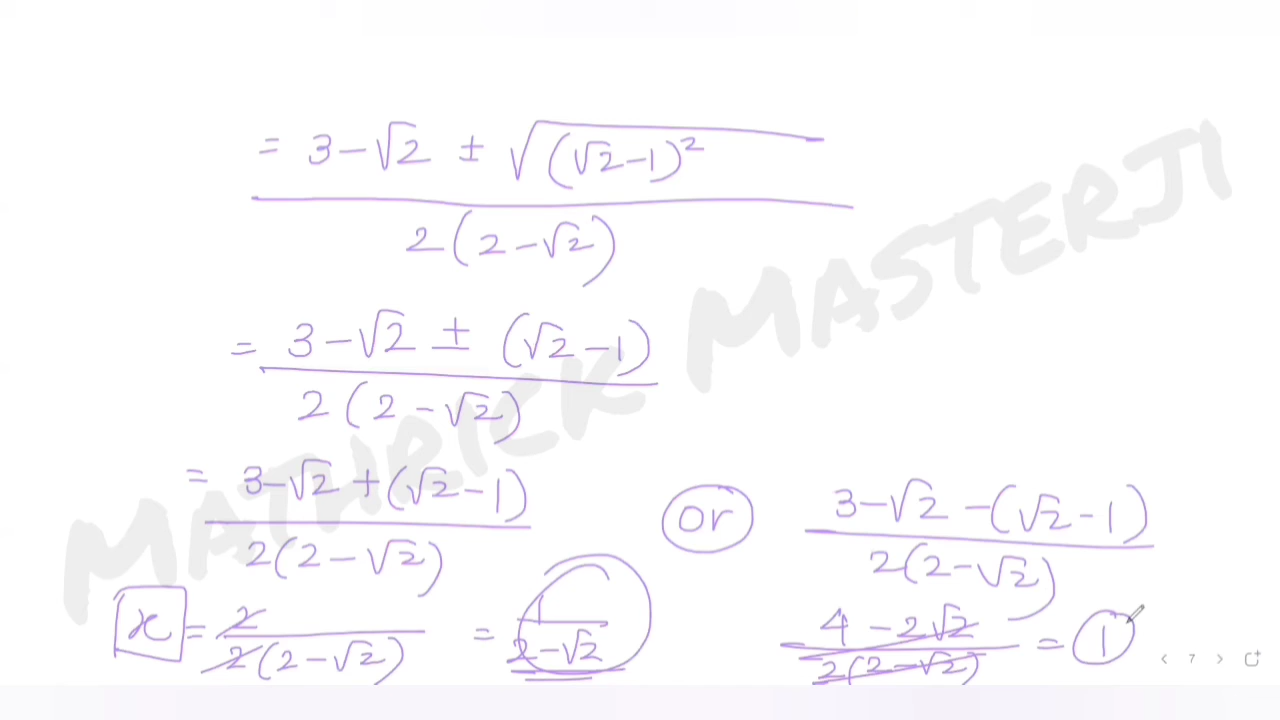 = 3 - √2 ± √(√2 - 1)²
2(2 - √2)
= 3 - √2 ± (√2 - 1)
2(2 - √2)
= 3 - √2 + (√2 - 1)
2(2 - √2)
or
3 - √2 - (√2 - 1)
2(2 - √2)
x = 2
2(2 - √2)
= 1
2 - √2
4 - 2√2
2(2 - √2)
= 1
MATHRICK MASTERJI
< 7 >